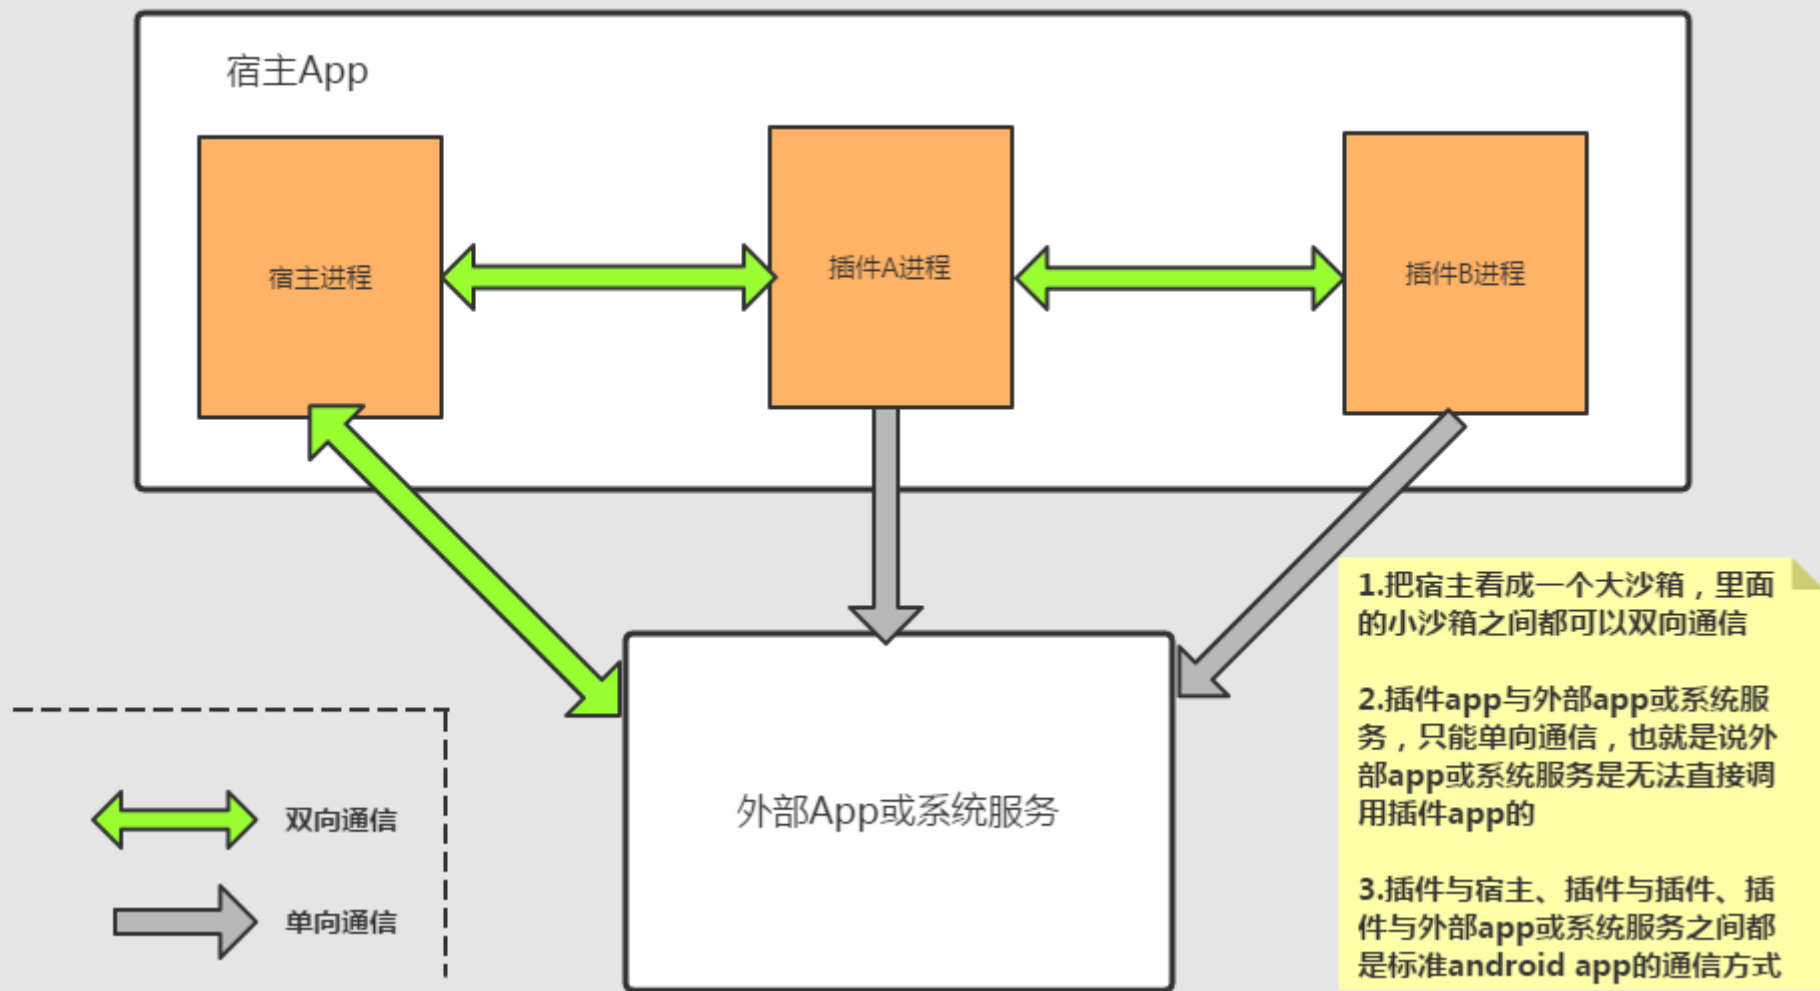 宿主App
宿主进程
插件A进程
插件B进程
外部App或系统服务
双向通信
单向通信
1.把宿主看成一个大沙箱，里面
的小沙箱之间都可以双向通信
2.插件app与外部app或系统服
务，只能单向通信，也就是说外
部app或系统服务是无法直接调
用插件app的
3.插件与宿主、插件与插件、插
件与外部app或系统服务之间都
是标准android app的通信方式